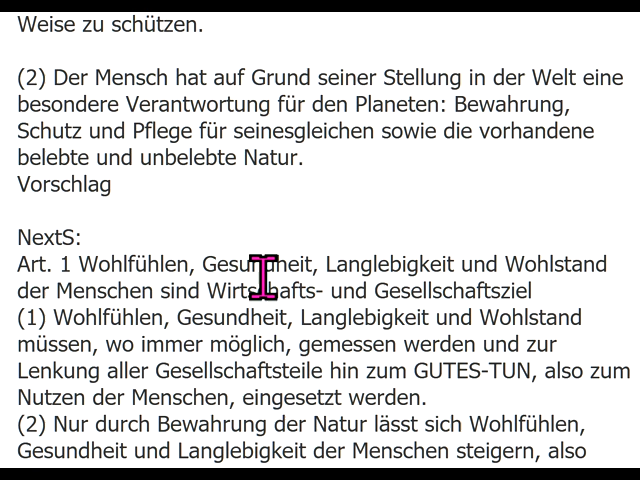 Weise zu schützen.
(2) Der Mensch hat auf Grund seiner Stellung in der Welt eine
besondere Verantwortung für den Planeten: Bewahrung,
Schutz und Pflege für seinesgleichen sowie die vorhandene
belebte und unbelebte Natur.
Vorschlag
NextS:
Art. 1 Wohlfühlen, Gesundheit, Langlebigkeit und Wohlstand
der Menschen sind Wirtschafts- und Gesellschaftsziel
(1) Wohlfühlen, Gesundheit, Langlebigkeit und Wohlstand
müssen, wo immer möglich, gemessen werden und zur
Lenkung aller Gesellschaftsteile hin zum GUTES-TUN, also zum
Nutzen der Menschen, eingesetzt werden.
(2) Nur durch Bewahrung der Natur lässt sich Wohlfühlen,
Gesundheit und Langlebigkeit der Menschen steigern, also